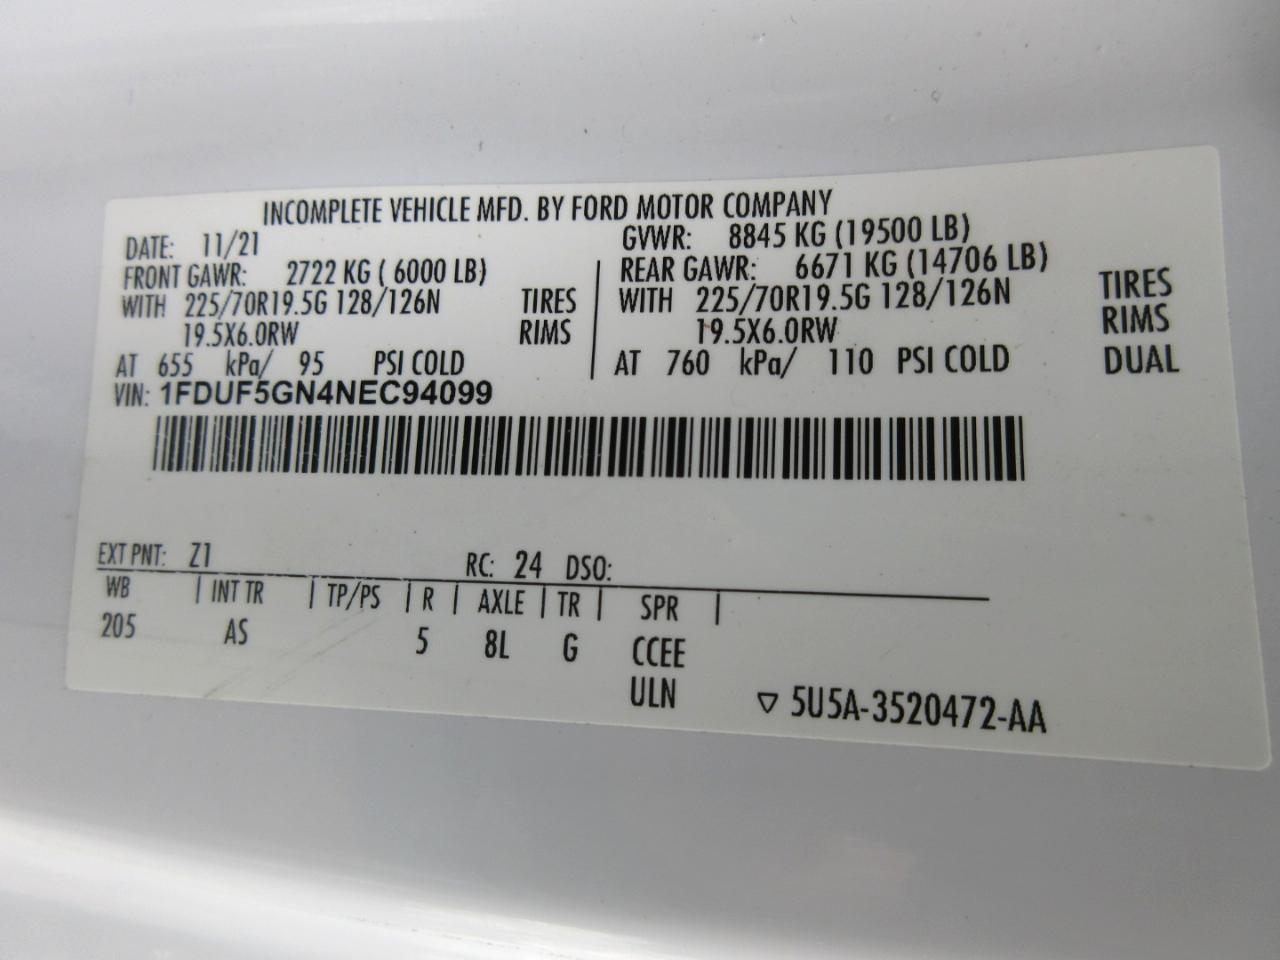 INCOMPLETE VEHICLE MFD. BY FORD MOTOR COMPANY
DATE: 11/21 GVWR: 8845 KG (19500 LB)
FRONT GAWR: 2722 KG ( 6000 LB) REAR GAWR: 6671 KG (14706 LB)
WITH 225/70R19.5G 128/126N TIRES WITH 225/70R19.5G 128/126N TIRES
19.5X6.0RW RIMS 19.5X6.0RW RIMS
AT 655 kPa/ 95 PSI COLD AT 760 kPa/ 110 PSI COLD DUAL
VIN: 1FDUF5GN4NEC94099
EXT PNT: Z1 RC: 24 DSO:
WB | INT TR | TP/PS | R | AXLE | TR | SPR |
205 AS 5 8L G CCEE
ULN ▽ 5U5A-3520472-AA